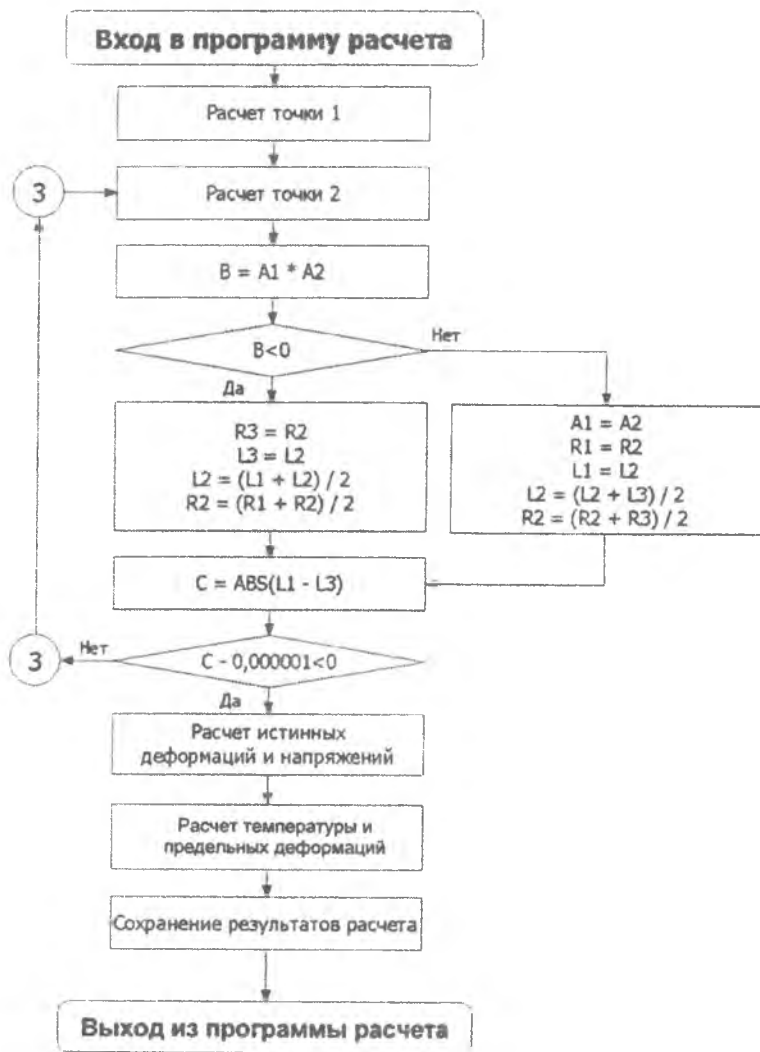 Вход в программу расчета
Расчет точки 1
3
Расчет точки 2
B = A1 * A2
B<0
Нет
Да
R3 = R2
L3 = L2
L2 = (L1 + L2) / 2
R2 = (R1 + R2) / 2
A1 = A2
R1 = R2
L1 = L2
L2 = (L2 + L3) / 2
R2 = (R2 + R3) / 2
C = ABS(L1 - L3)
3
Нет
C - 0,000001<0
Да
Расчет истинных
деформаций и напряжений
Расчет температуры и
предельных деформаций
Сохранение результатов расчета
Выход из программы расчета